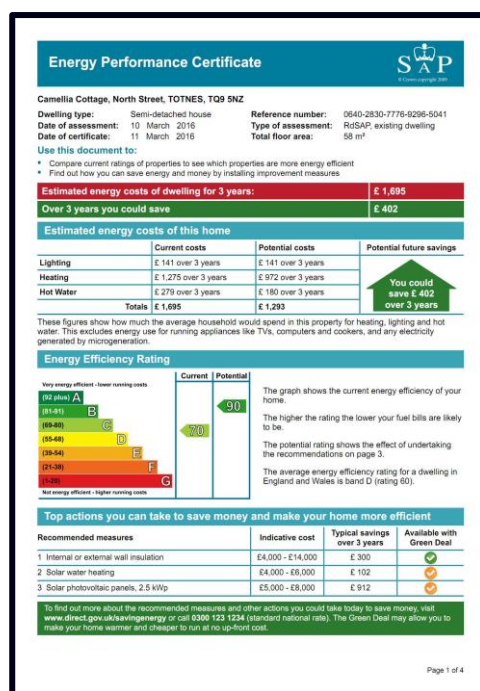 Energy Performance Certificate
SAP
© Crown copyright 2009
Camellia Cottage, North Street, TOTNES, TQ9 5NZ
Dwelling type: Semi-detached house Reference number: 0640-2830-7776-9296-5041
Date of assessment: 10 March 2016 Type of assessment: RdSAP, existing dwelling
Date of certificate: 11 March 2016 Total floor area: 58 m²
Use this document to:
• Compare current ratings of properties to see which properties are more energy efficient
• Find out how you can save energy and money by installing improvement measures
Estimated energy costs of dwelling for 3 years: £ 1,695
Over 3 years you could save £ 402
Estimated energy costs of this home
Current costs Potential costs Potential future savings
Lighting £ 141 over 3 years £ 141 over 3 years
Heating £ 1,275 over 3 years £ 972 over 3 years
Hot Water £ 279 over 3 years £ 180 over 3 years
Totals £ 1,695 £ 1,293
You could
save £ 402
over 3 years
These figures show how much the average household would spend in this property for heating, lighting and hot
water. This excludes energy use for running appliances like TVs, computers and cookers, and any electricity
generated by microgeneration.
Energy Efficiency Rating
Current Potential
Very energy efficient - lower running costs
(92 plus) A
(81-91) B
(69-80) C
(55-68) D
(39-54) E
(21-38) F
(1-20) G
Not energy efficient - higher running costs
70
90
The graph shows the current energy efficiency of your
home.
The higher the rating the lower your fuel bills are likely
to be.
The potential rating shows the effect of undertaking
the recommendations on page 3.
The average energy efficiency rating for a dwelling in
England and Wales is band D (rating 60).
Top actions you can take to save money and make your home more efficient
Recommended measures Indicative cost Typical savings over 3 years Available with Green Deal
1 Internal or external wall insulation £4,000 - £14,000 £ 300
2 Solar water heating £4,000 - £6,000 £ 102
3 Solar photovoltaic panels, 2.5 kWp £5,000 - £8,000 £ 912
To find out more about the recommended measures and other actions you could take today to save money, visit
www.direct.gov.uk/savingenergy or call 0300 123 1234 (standard national rate). The Green Deal may allow you to
make your home warmer and cheaper to run at no up-front cost.
Page 1 of 4